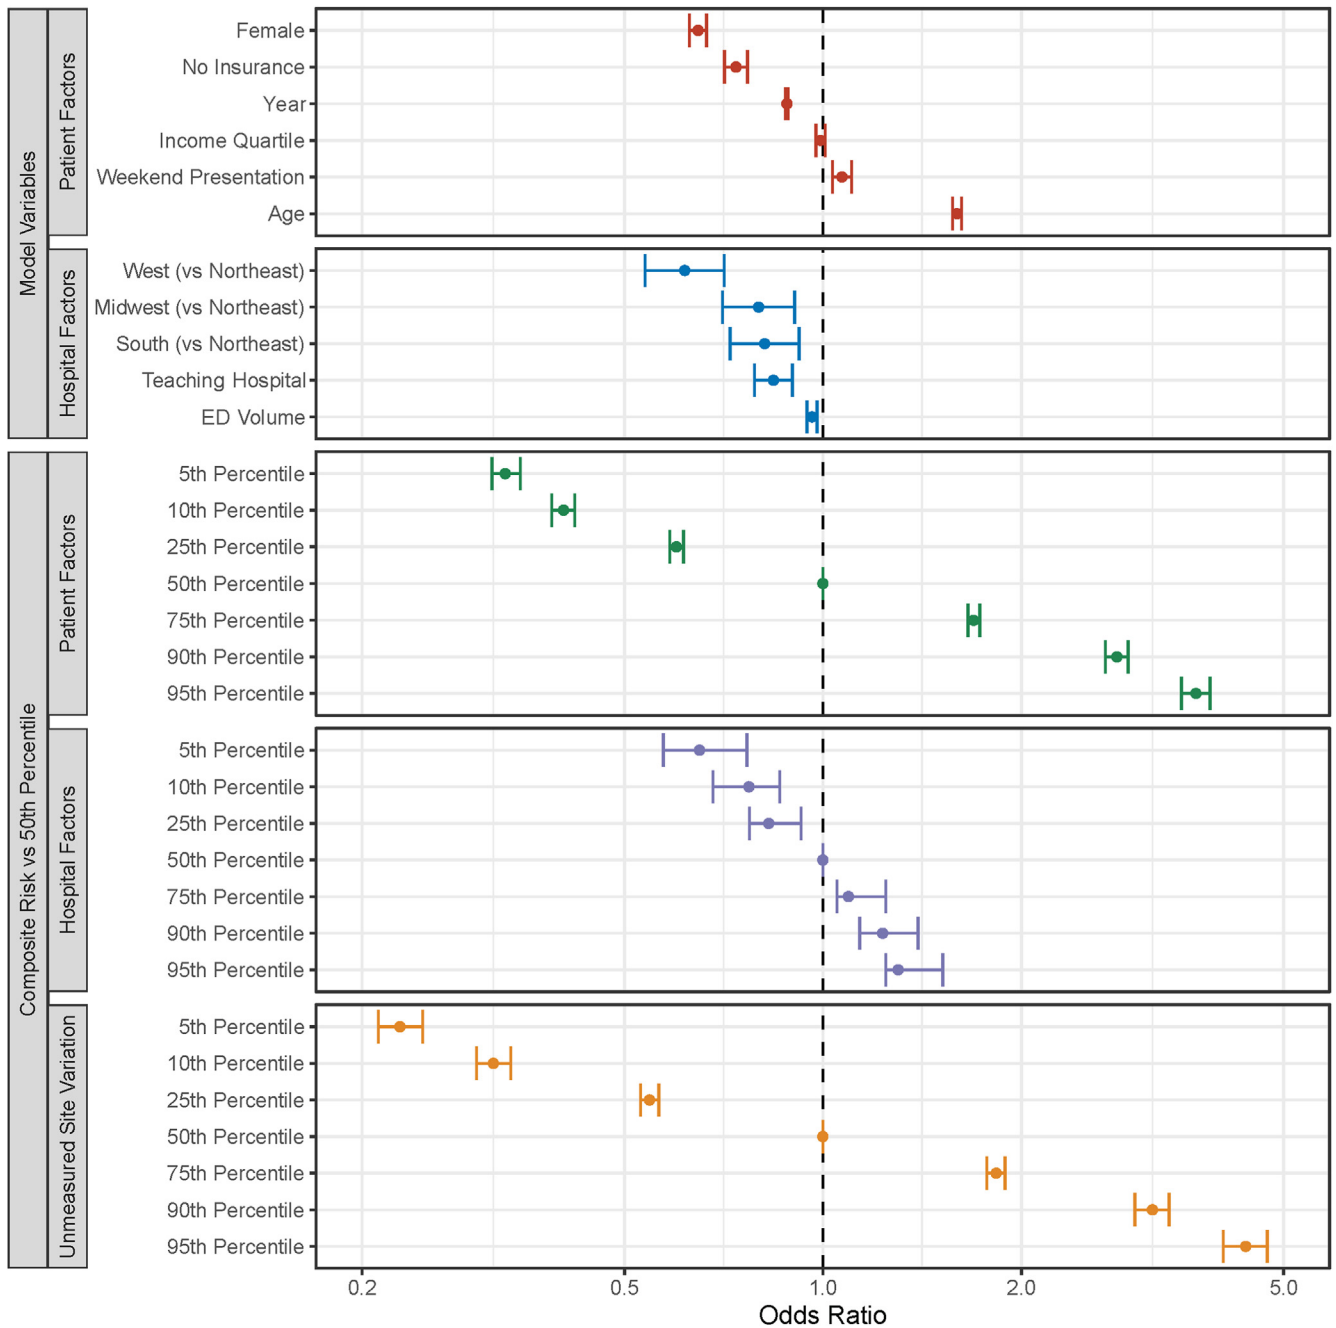 Model Variables
Patient Factors
Female
No Insurance
Year
Income Quartile
Weekend Presentation
Age
Hospital Factors
West (vs Northeast)
Midwest (vs Northeast)
South (vs Northeast)
Teaching Hospital
ED Volume
Composite Risk vs 50th Percentile
Patient Factors
5th Percentile
10th Percentile
25th Percentile
50th Percentile
75th Percentile
90th Percentile
95th Percentile
Hospital Factors
5th Percentile
10th Percentile
25th Percentile
50th Percentile
75th Percentile
90th Percentile
95th Percentile
Unmeasured Site Variation
5th Percentile
10th Percentile
25th Percentile
50th Percentile
75th Percentile
90th Percentile
95th Percentile
0.2 0.5 1.0 2.0 5.0
Odds Ratio